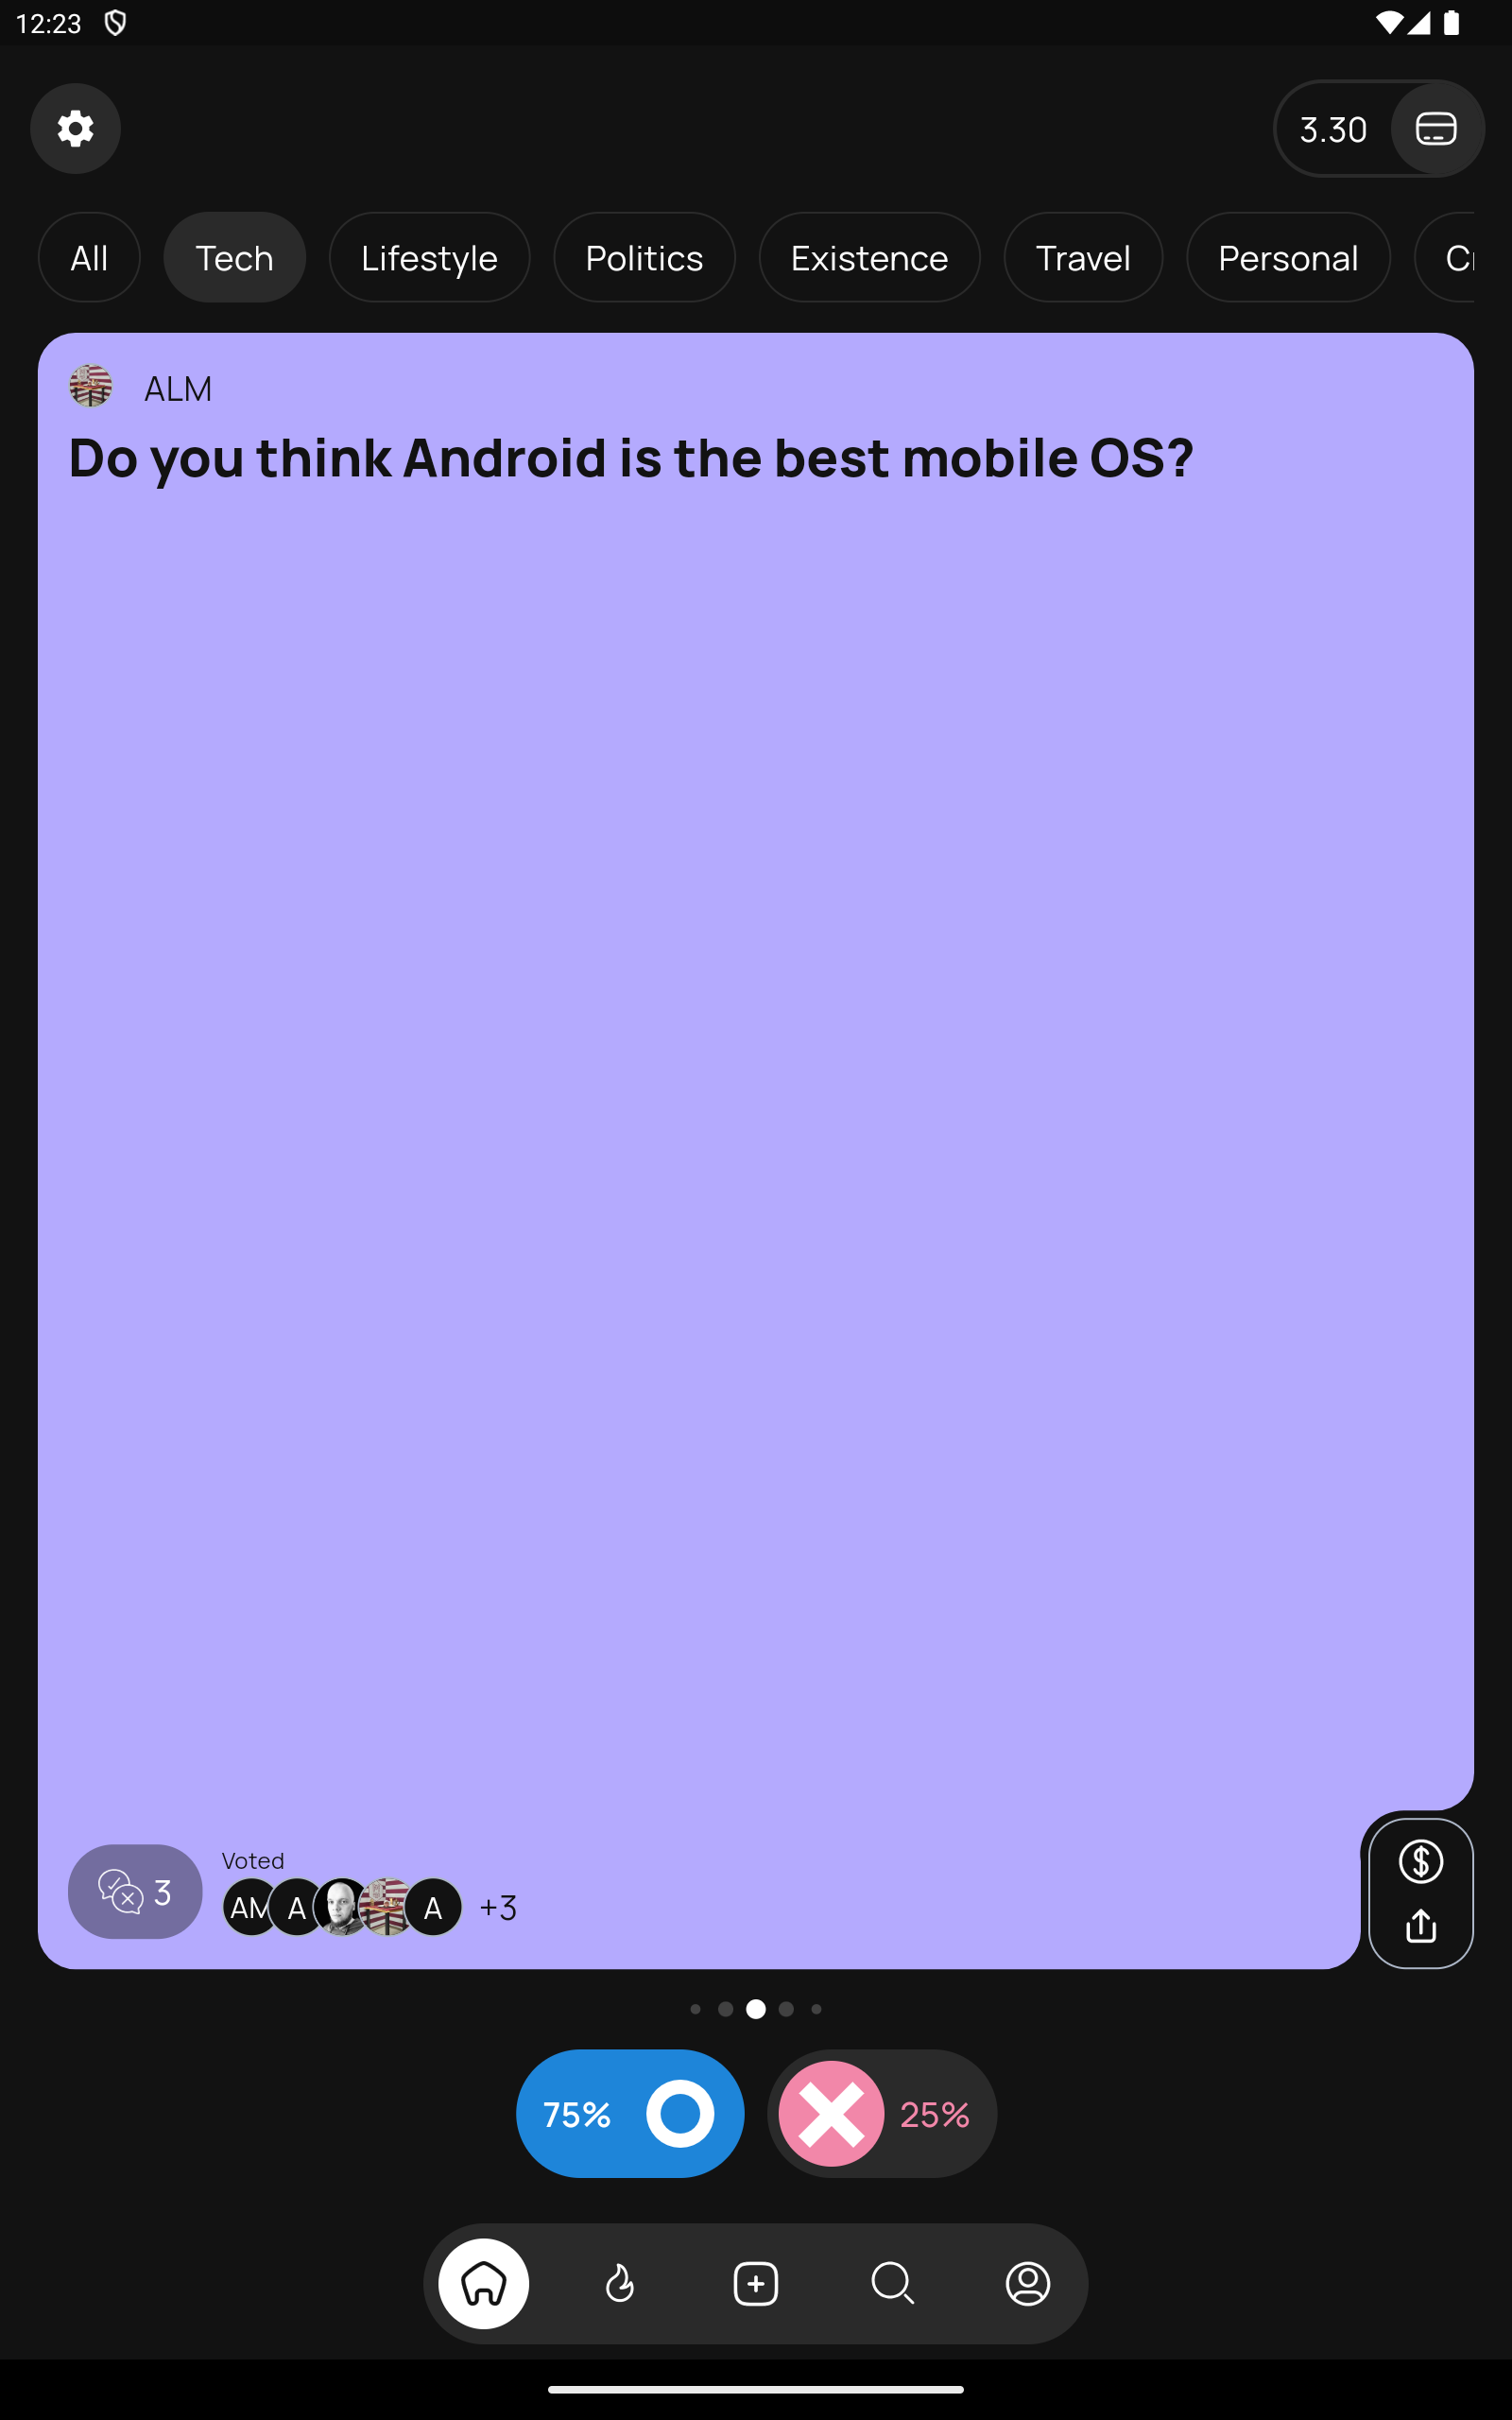 12:23
3.30
All Tech Lifestyle Politics Existence Travel Personal
ALM
Do you think Android is the best mobile OS?
Voted
3 AM A A +3
75% 25%